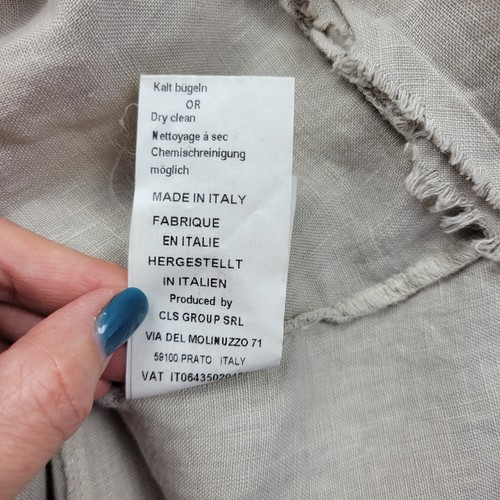 Kalt bügeln
OR
Dry clean
Nettoyage à sec
Chemischreinigung
möglich
MADE IN ITALY
FABRIQUE
EN ITALIE
HERGESTELLT
IN ITALIEN
Produced by
CLS GROUP SRL
VIA DEL MOLINUZZO 71
59100 PRATO ITALY
VAT